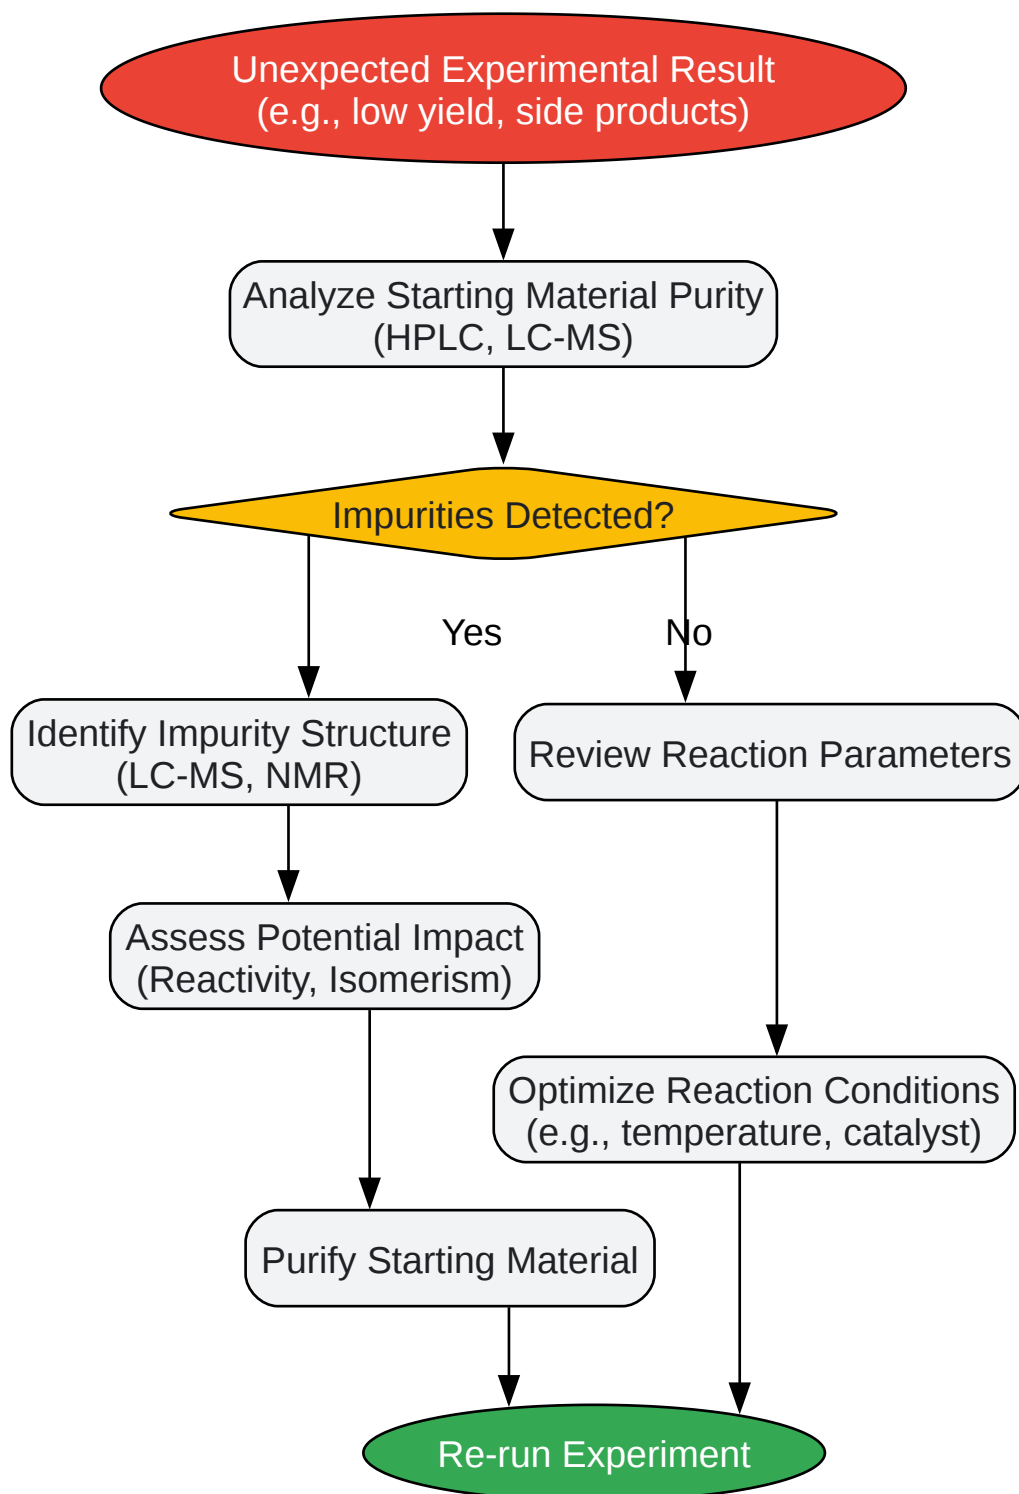 Unexpected Experimental Result
(e.g., low yield, side products)
Analyze Starting Material Purity
(HPLC, LC-MS)
Impurities Detected?
Yes
No
Identify Impurity Structure
(LC-MS, NMR)
Review Reaction Parameters
Assess Potential Impact
(Reactivity, Isomerism)
Optimize Reaction Conditions
(e.g., temperature, catalyst)
Purify Starting Material
Re-run Experiment